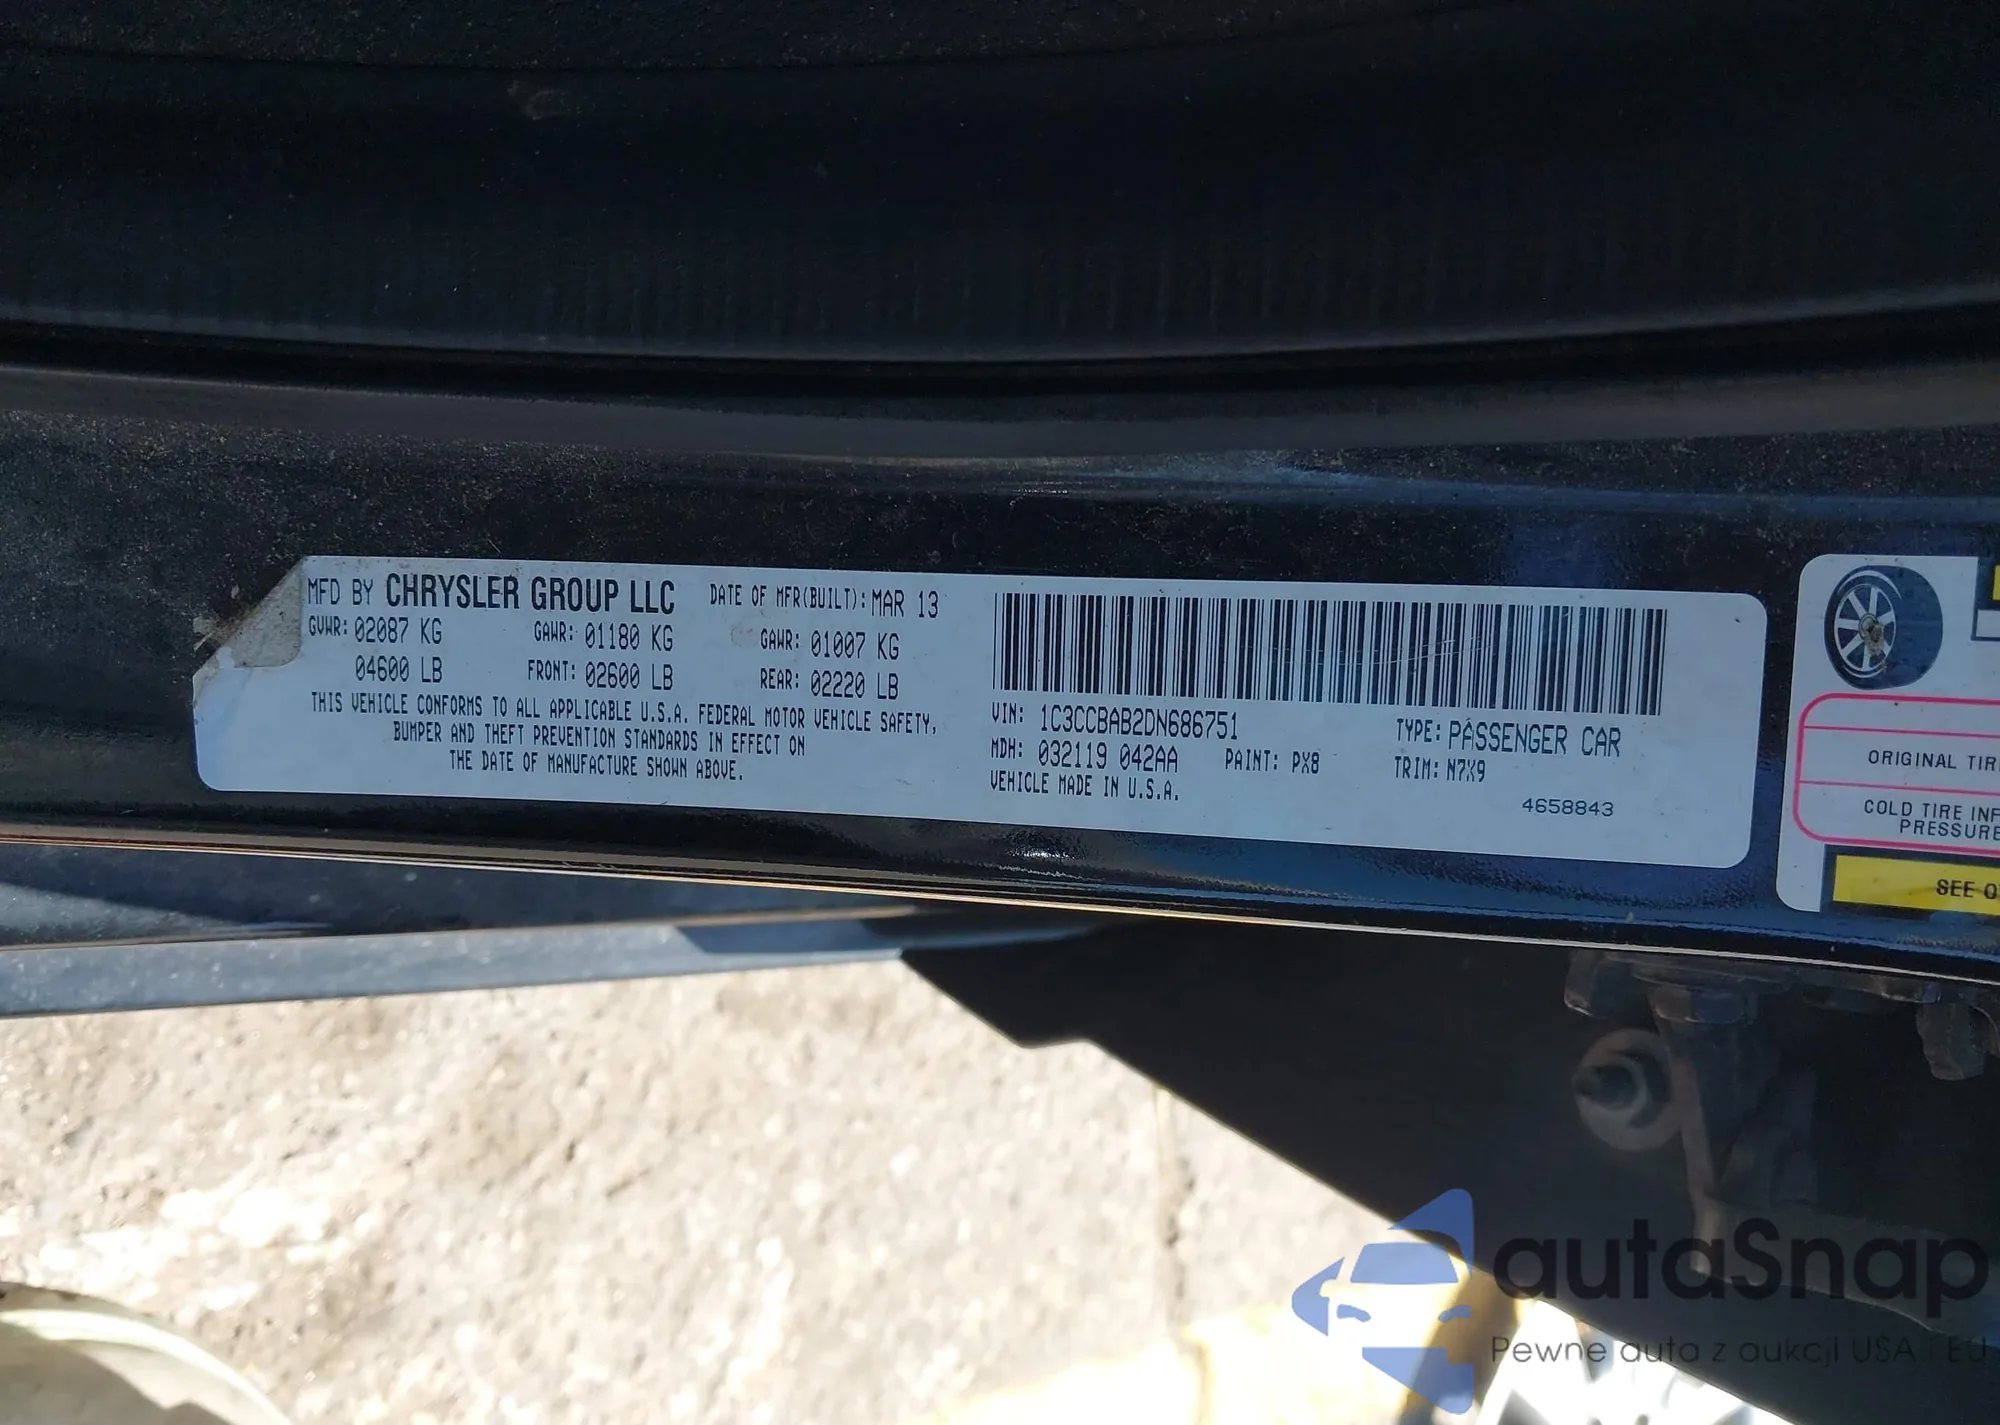 MFD BY CHRYSLER GROUP LLC DATE OF MFR(BUILT): MAR 13
GVWR: 02087 KG GAWR: 01180 KG GAWR: 01007 KG
04600 LB FRONT: 02600 LB REAR: 02220 LB
THIS VEHICLE CONFORMS TO ALL APPLICABLE U.S.A. FEDERAL MOTOR VEHICLE SAFETY,
BUMPER AND THEFT PREVENTION STANDARDS IN EFFECT ON
THE DATE OF MANUFACTURE SHOWN ABOVE.
VIN: 1C3CCBAB2DN686751 TYPE: PASSENGER CAR
MDH: 032119 042AA PAINT: PX8 TRIM: N7X9
VEHICLE MADE IN U.S.A.
4658843
ORIGINAL TIR
COLD TIRE INF
PRESSURE
SEE O
autaSnap
Pewne auta z aukcji USA i EU